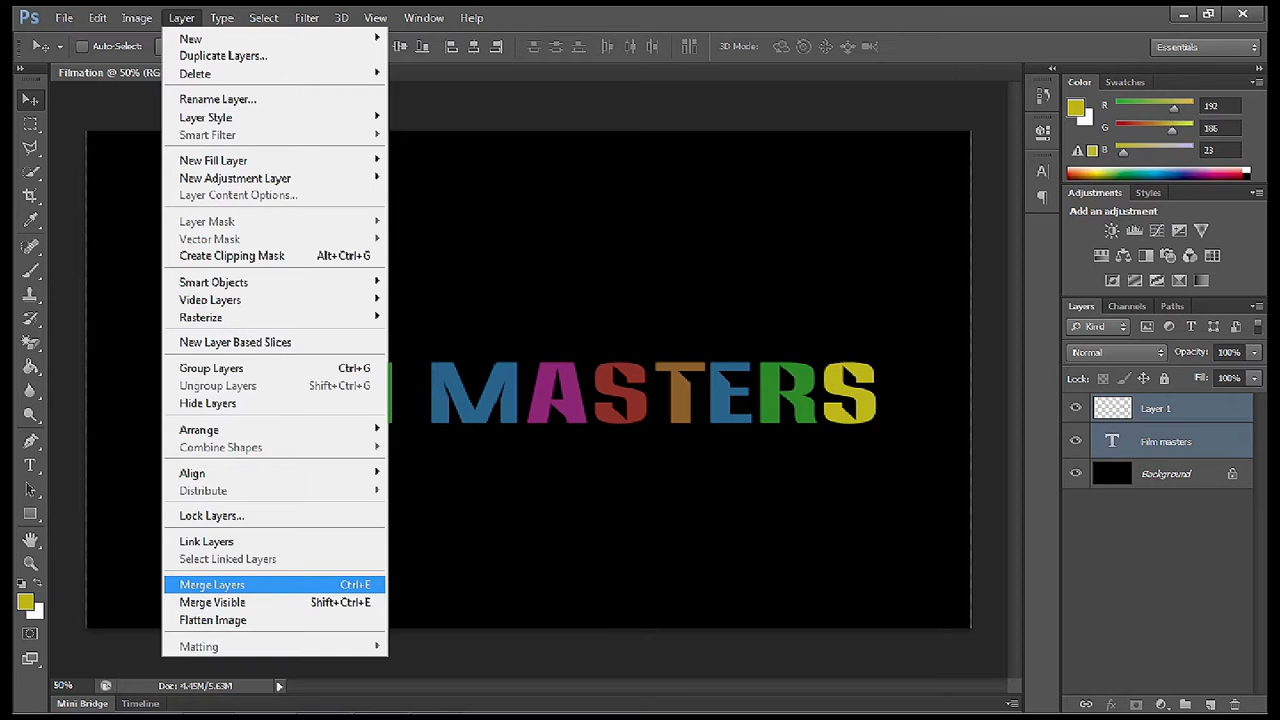 Ps File Edit Image Layer Type Select Filter 3D View Window Help
Auto-Select: 3D Mode: Essentials
Filmation @ 50% (RG
New
Duplicate Layers...
Delete
Rename Layer...
Layer Style
Smart Filter
New Fill Layer
New Adjustment Layer
Layer Content Options...
Layer Mask
Vector Mask
Create Clipping Mask Alt+Ctrl+G
Smart Objects
Video Layers
Rasterize
New Layer Based Slices
Group Layers Ctrl+G
Ungroup Layers Shift+Ctrl+G
Hide Layers
Arrange
Combine Shapes
Align
Distribute
Lock Layers...
Link Layers
Select Linked Layers
Merge Layers Ctrl+E
Merge Visible Shift+Ctrl+E
Flatten Image
Matting
MASTERS
Color Swatches
R 192
G 186
B 23
Adjustments Styles
Add an adjustment
Layers Channels Paths
Kind
Normal Opacity: 100%
Lock: Fill: 100%
Layer 1
Film masters
Background
50% Doc: 4.45M/5.63M
Mini Bridge Timeline